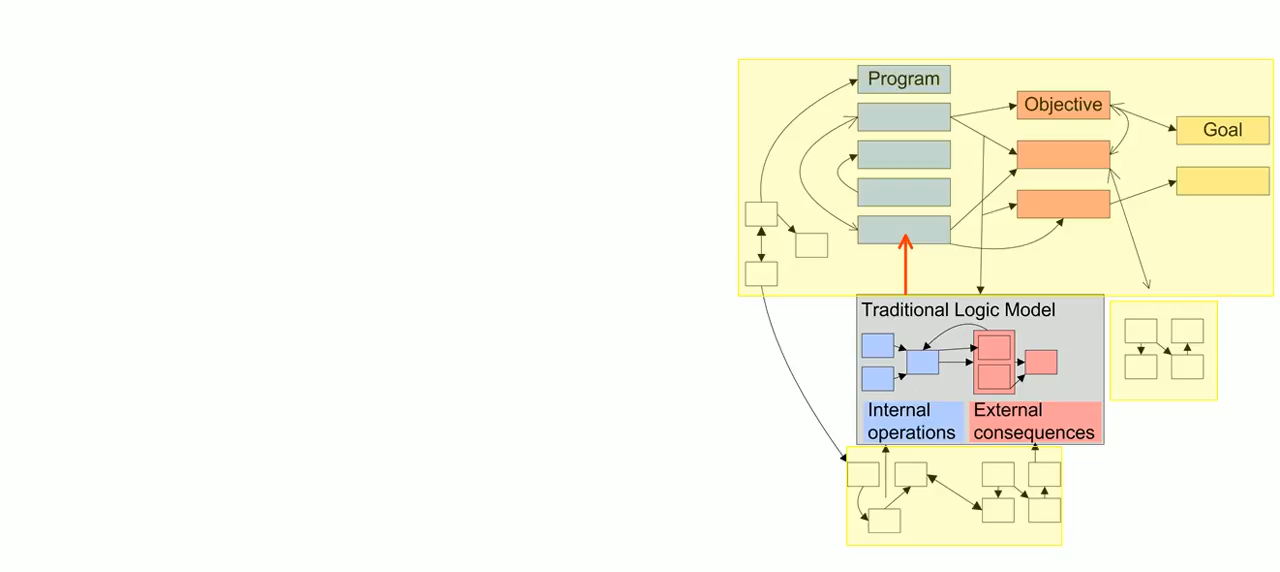 Program
Objective
Goal
Traditional Logic Model
Internal
operations
External
consequences